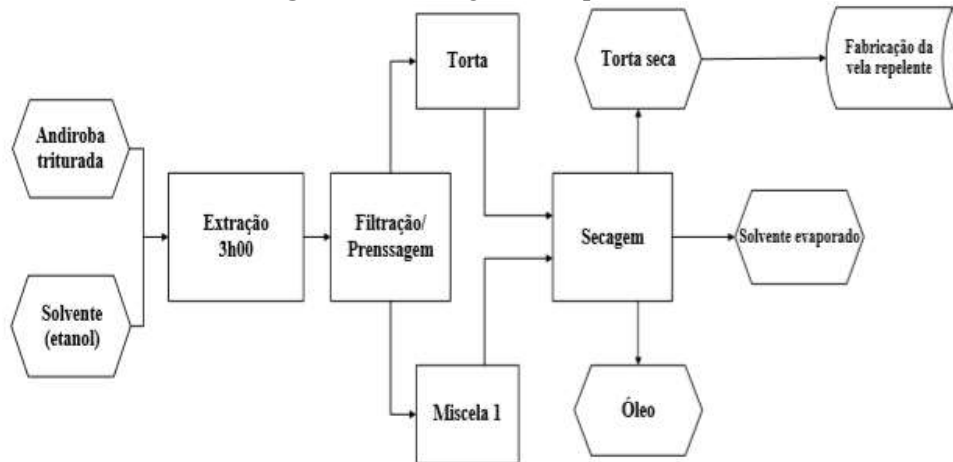 Andiroba
triturada
Solvente
(etanol)
Extração
3h00
Filtração/
Prenssagem
Torta
Miscela 1
Secagem
Torta seca
Solvente evaporado
Óleo
Fabricação da
vela repelente